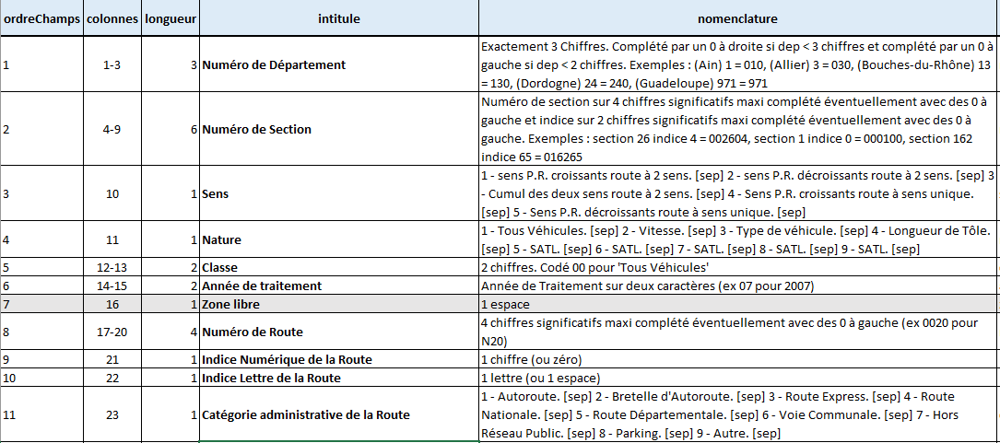 ordreChamps colonnes longueur intitule nomenclature
1 1-3 3 Numéro de Département Exactement 3 Chiffres. Complété par un 0 à droite si dep < 3 chiffres et complété par un 0 à
gauche si dep < 2 chiffres. Exemples : (Ain) 1 = 010, (Allier) 3 = 030, (Bouches-du-Rhône) 13
= 130, (Dordogne) 24 = 240, (Guadeloupe) 971 = 971
2 4-9 6 Numéro de Section Numéro de section sur 4 chiffres significatifs maxi complété éventuellement avec des 0 à
gauche et indice sur 2 chiffres significatifs maxi complété éventuellement avec des 0 à
gauche. Exemples : section 26 indice 4 = 002604, section 1 indice 0 = 000100, section 162
indice 65 = 016265
3 10 1 Sens 1 - sens P.R. croissants route à 2 sens. [sep] 2 - sens P.R. décroissants route à 2 sens. [sep] 3
- Cumul des deux sens route à 2 sens. [sep] 4 - Sens P.R. croissants route à sens unique.
[sep] 5 - Sens P.R. décroissants route à sens unique. [sep]
4 11 1 Nature 1 - Tous Véhicules. [sep] 2 - Vitesse. [sep] 3 - Type de véhicule. [sep] 4 - Longueur de Tôle.
[sep] 5 - SATL. [sep] 6 - SATL. [sep] 7 - SATL. [sep] 8 - SATL. [sep] 9 - SATL. [sep]
5 12-13 2 Classe 2 chiffres. Codé 00 pour 'Tous Véhicules'
6 14-15 2 Année de traitement Année de Traitement sur deux caractères (ex 07 pour 2007)
7 16 1 Zone libre 1 espace
8 17-20 4 Numéro de Route 4 chiffres significatifs maxi complété éventuellement avec des 0 à gauche (ex 0020 pour
N20)
9 21 1 Indice Numérique de la Route 1 chiffre (ou zéro)
10 22 1 Indice Lettre de la Route 1 lettre (ou 1 espace)
11 23 1 Catégorie administrative de la Route 1 - Autoroute. [sep] 2 - Bretelle d'Autoroute. [sep] 3 - Route Express. [sep] 4 - Route
Nationale. [sep] 5 - Route Départementale. [sep] 6 - Voie Communale. [sep] 7 - Hors
Réseau Public. [sep] 8 - Parking. [sep] 9 - Autre. [sep]